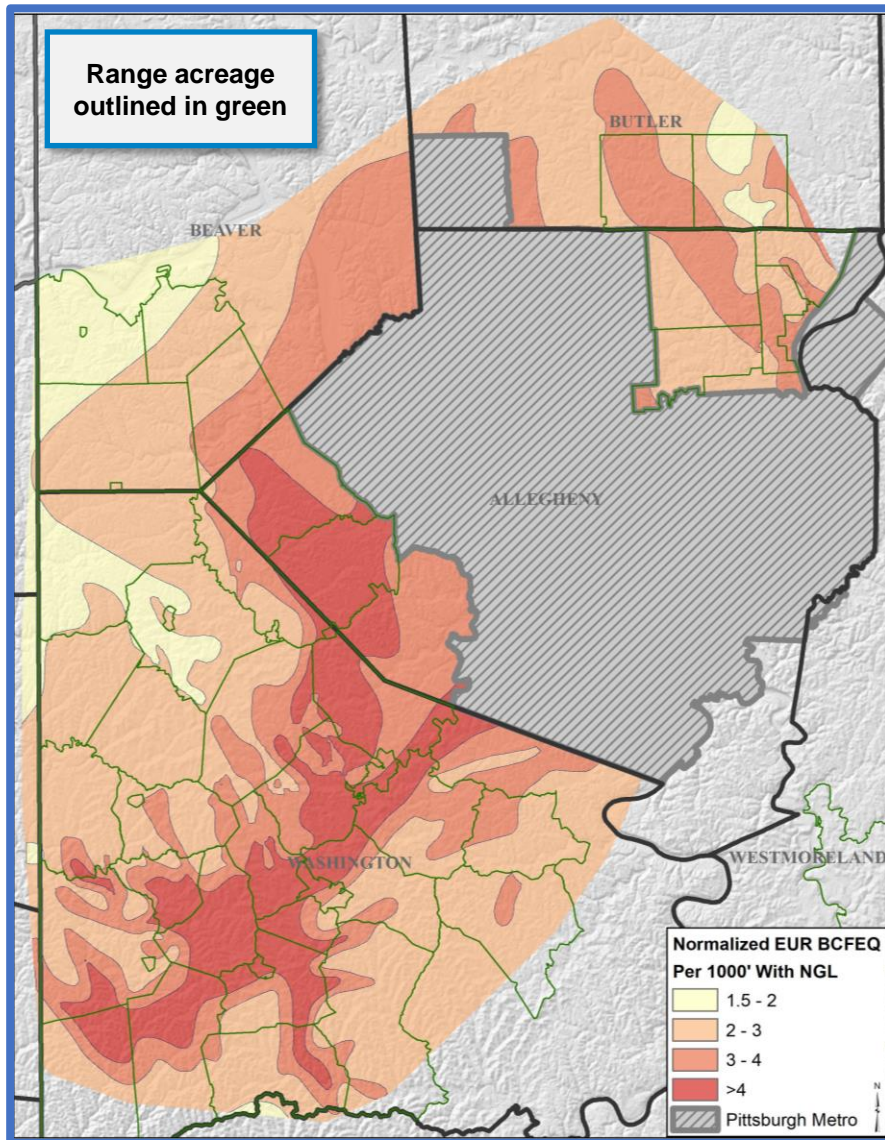 Range acreage
outlined in green
BUTLER
BEAVER
ALLEGHENY
WASHINGTON
WESTMORELAND
Normalized EUR BCFEQ
Per 1000' With NGL
1.5 - 2
2 - 3
3 - 4
>4
Pittsburgh Metro
N